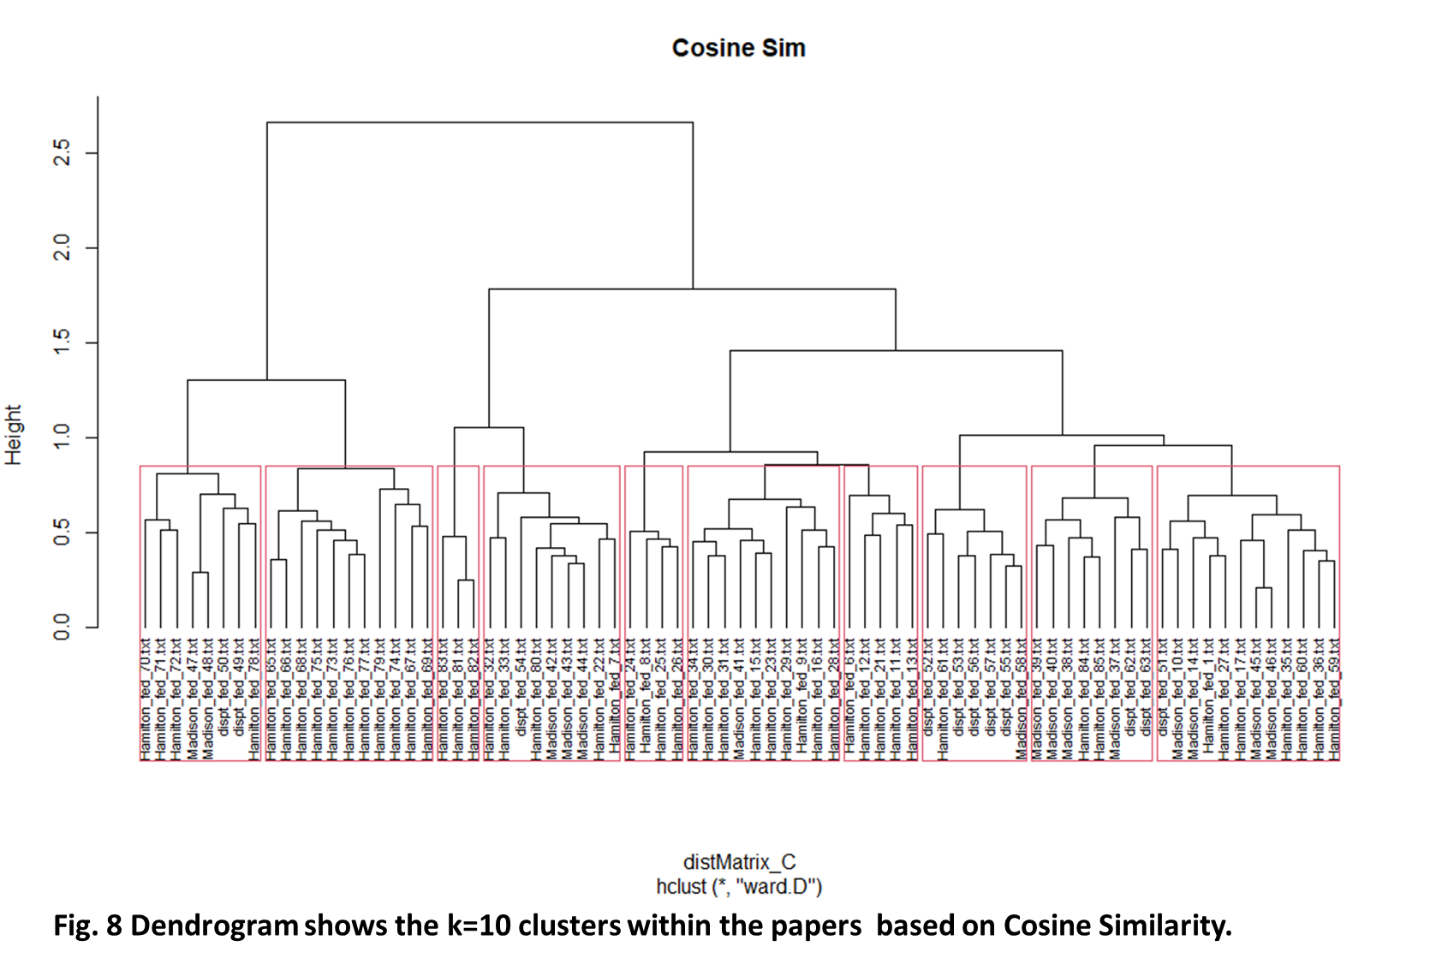 Cosine Sim
2.5
2.0
1.5
1.0
0.5
0.0
Height
Hamilton_fed_70.txt
Hamilton_fed_71.txt
Hamilton_fed_72.txt
Madison_fed_47.txt
Madison_fed_48.txt
dispt_fed_50.txt
dispt_fed_49.txt
Hamilton_fed_78.txt
Hamilton_fed_65.txt
Hamilton_fed_66.txt
Hamilton_fed_68.txt
Hamilton_fed_75.txt
Hamilton_fed_73.txt
Hamilton_fed_76.txt
Hamilton_fed_77.txt
Hamilton_fed_79.txt
Hamilton_fed_74.txt
Hamilton_fed_67.txt
Hamilton_fed_69.txt
Hamilton_fed_83.txt
Hamilton_fed_81.txt
Hamilton_fed_82.txt
Hamilton_fed_32.txt
Hamilton_fed_33.txt
dispt_fed_54.txt
Hamilton_fed_80.txt
Madison_fed_42.txt
Madison_fed_43.txt
Madison_fed_44.txt
Hamilton_fed_22.txt
Hamilton_fed_7.txt
Hamilton_fed_24.txt
Hamilton_fed_8.txt
Hamilton_fed_25.txt
Hamilton_fed_26.txt
Hamilton_fed_34.txt
Hamilton_fed_30.txt
Hamilton_fed_31.txt
Madison_fed_41.txt
Hamilton_fed_15.txt
Hamilton_fed_23.txt
Hamilton_fed_29.txt
Hamilton_fed_9.txt
Hamilton_fed_16.txt
Hamilton_fed_28.txt
Hamilton_fed_6.txt
Hamilton_fed_12.txt
Hamilton_fed_21.txt
Hamilton_fed_11.txt
Hamilton_fed_13.txt
dispt_fed_52.txt
Hamilton_fed_61.txt
dispt_fed_53.txt
dispt_fed_56.txt
dispt_fed_57.txt
dispt_fed_55.txt
Madison_fed_58.txt
Madison_fed_39.txt
Madison_fed_40.txt
Madison_fed_38.txt
Hamilton_fed_84.txt
Hamilton_fed_85.txt
Madison_fed_37.txt
dispt_fed_62.txt
dispt_fed_63.txt
dispt_fed_51.txt
Madison_fed_10.txt
Madison_fed_14.txt
Hamilton_fed_1.txt
Hamilton_fed_27.txt
Hamilton_fed_17.txt
Madison_fed_45.txt
Madison_fed_46.txt
Hamilton_fed_35.txt
Hamilton_fed_60.txt
Hamilton_fed_36.txt
Hamilton_fed_59.txt
distMatrix_C
hclust (*, "ward.D")
Fig. 8 Dendrogram shows the k=10 clusters within the papers based on Cosine Similarity.